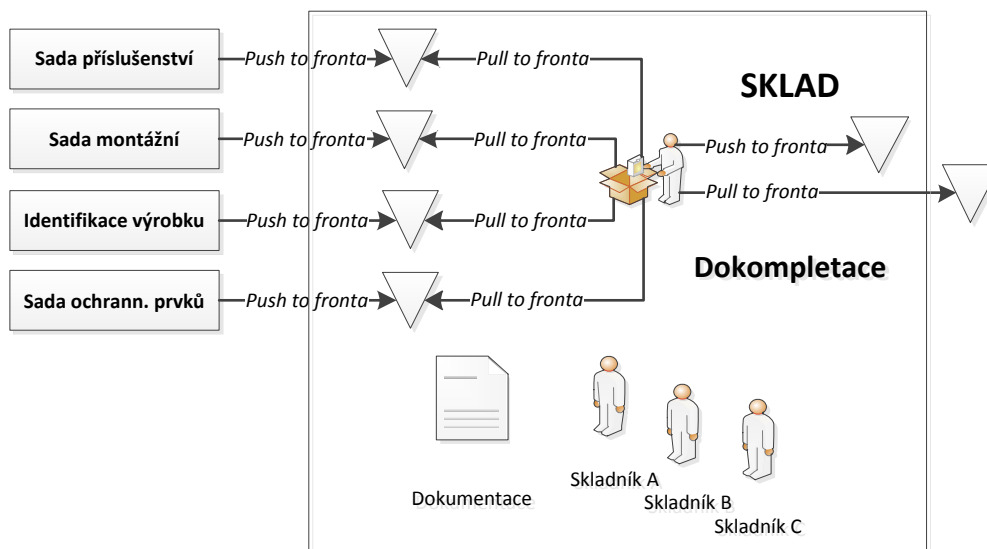 Sada příslušenství
Push to fronta
Pull to fronta
SKLAD
Sada montážní
Push to fronta
Pull to fronta
Push to fronta
Pull to fronta
Identifikace výrobku
Push to fronta
Pull to fronta
Dokompletace
Sada ochrann. prvků
Push to fronta
Pull to fronta
Dokumentace
Skladník A
Skladník B
Skladník C